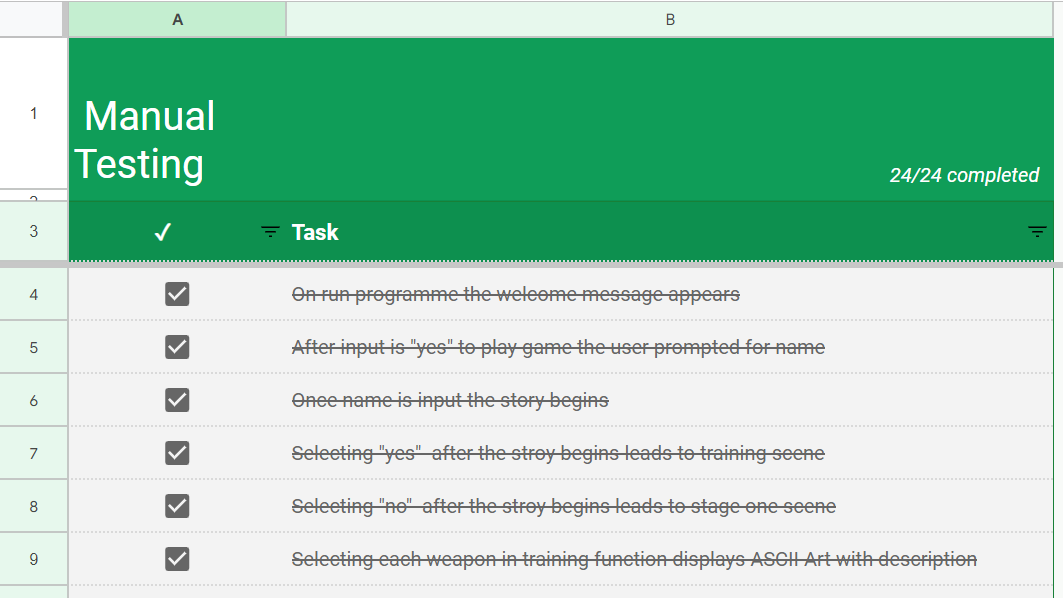 A B
1 Manual
Testing
24/24 completed
3 ✓ Task
4 On run programme the welcome message appears
5 After input is "yes" to play game the user prompted for name
6 Once name is input the story begins
7 Selecting "yes" after the stroy begins leads to training scene
8 Selecting "no" after the stroy begins leads to stage one scene
9 Selecting each weapon in training function displays ASCII Art with description